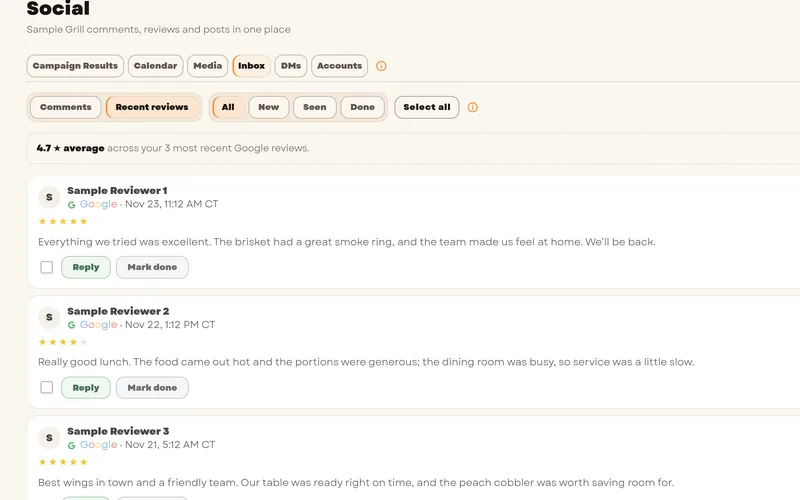 Social
Sample Grill comments, reviews and posts in one place
Campaign Results Calendar Media Inbox DMs Accounts
Comments Recent reviews All New Seen Done Select all
4.7 ★ average across your 3 most recent Google reviews.
S Sample Reviewer 1
G Google · Nov 23, 11:12 AM CT
★★★★★
Everything we tried was excellent. The brisket had a great smoke ring, and the team made us feel at home. We'll be back.
Reply Mark done
S Sample Reviewer 2
G Google · Nov 22, 1:12 PM CT
★★★★★
Really good lunch. The food came out hot and the portions were generous; the dining room was busy, so service was a little slow.
Reply Mark done
S Sample Reviewer 3
G Google · Nov 21, 5:12 AM CT
★★★★★
Best wings in town and a friendly team. Our table was ready right on time, and the peach cobbler was worth saving room for.